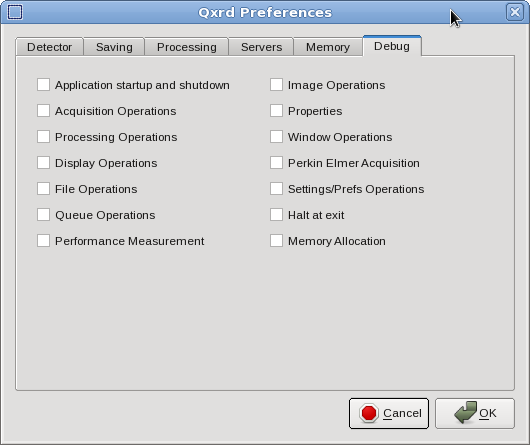 Qxrd Preferences
Detector Saving Processing Servers Memory Debug
Application startup and shutdown Image Operations
Acquisition Operations Properties
Processing Operations Window Operations
Display Operations Perkin Elmer Acquisition
File Operations Settings/Prefs Operations
Queue Operations Halt at exit
Performance Measurement Memory Allocation
Cancel OK